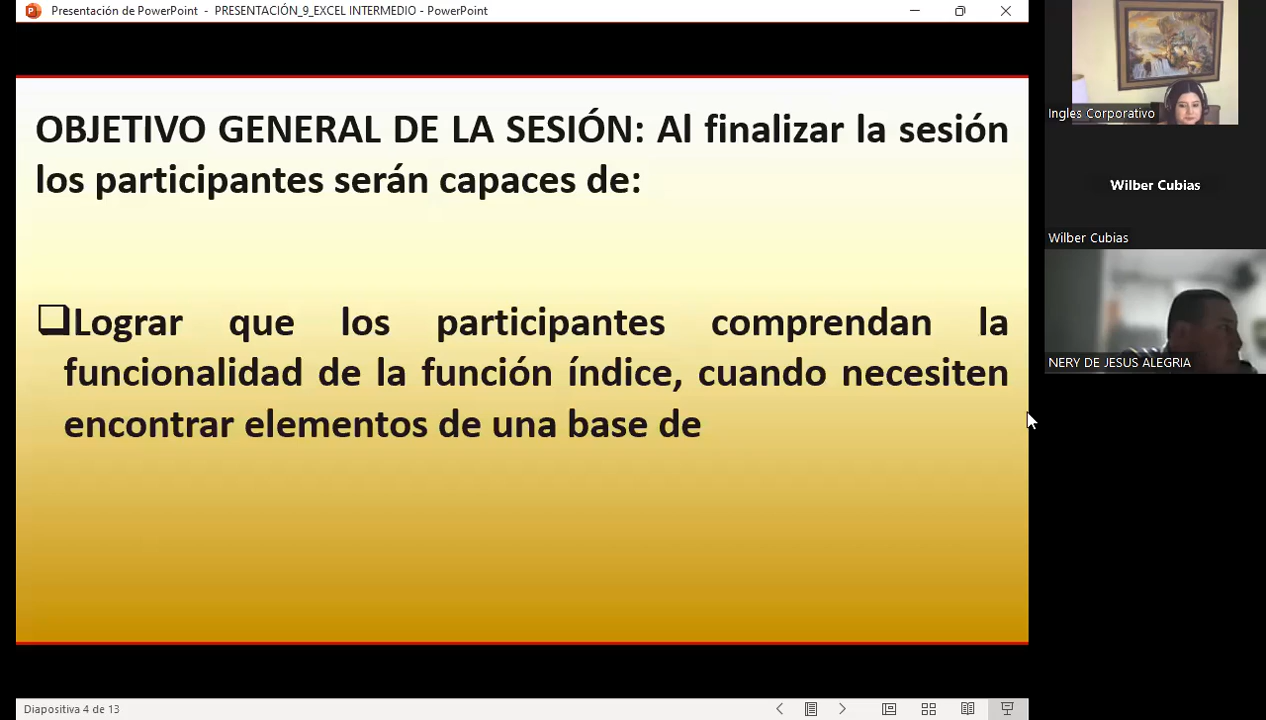 Presentación de PowerPoint - PRESENTACIÓN_9_EXCEL INTERMEDIO - PowerPoint
OBJETIVO GENERAL DE LA SESIÓN: Al finalizar la sesión
los participantes serán capaces de:
Lograr que los participantes comprendan la
funcionalidad de la función índice, cuando necesiten
encontrar elementos de una base de
Diapositiva 4 de 13
Ingles Corporativo
Wilber Cubias
Wilber Cubias
NERY DE JESUS ALEGRIA